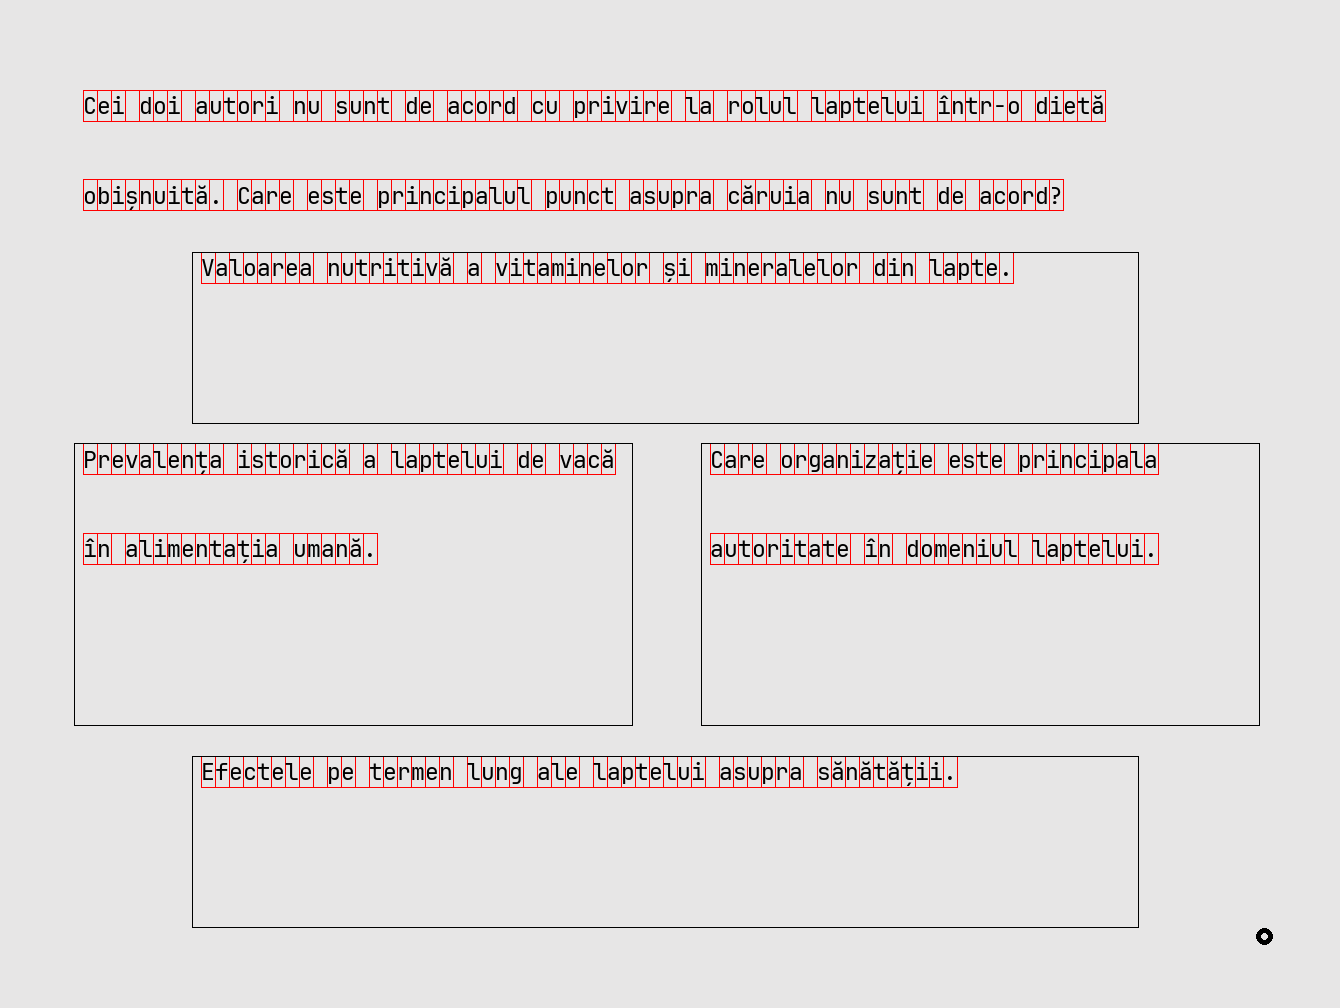 Cei doi autori nu sunt de acord cu privire la rolul laptelui într-o dietă
obișnuită. Care este principalul punct asupra căruia nu sunt de acord?
Valoarea nutritivă a vitaminelor și mineralelor din lapte.
Prevalența istorică a laptelui de vacă
în alimentația umană.
Care organizație este principala
autoritate în domeniul laptelui.
Efectele pe termen lung ale laptelui asupra sănătății.